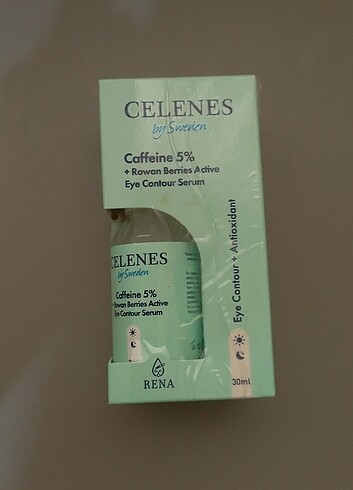 CELENES
by Sweden
Caffeine 5%
+ Rowan Berries Active
Eye Contour Serum
Eye Contour + Antioxidant
CELENES
by Sweden
Caffeine 5%
Rowan Berries Active
Eye Contour Serum
RENA
30ml